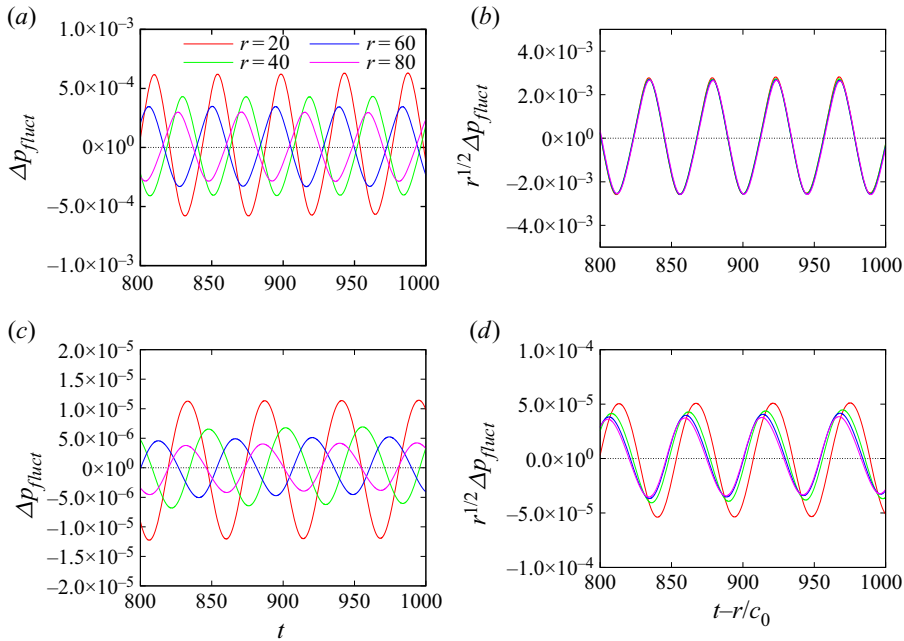 (a)
1.0×10⁻³
5.0×10⁻⁴
0×10⁰
–5.0×10⁻⁴
–1.0×10⁻³
Δp_fluct
r = 20
r = 60
r = 40
r = 80
800 850 900 950 1000
(b)
4.0×10⁻³
2.0×10⁻³
0×10⁰
–2.0×10⁻³
–4.0×10⁻³
r^1/2 Δp_fluct
800 850 900 950 1000
(c)
2.0×10⁻⁵
1.5×10⁻⁵
1.0×10⁻⁵
5.0×10⁻⁶
0×10⁰
–5.0×10⁻⁶
–1.0×10⁻⁵
–1.5×10⁻⁵
–2.0×10⁻⁵
Δp_fluct
800 850 900 950 1000
t
(d)
1.0×10⁻⁴
5.0×10⁻⁵
0.0×10⁰
–5.0×10⁻⁵
–1.0×10⁻⁴
r^1/2 Δp_fluct
800 850 900 950 1000
t–r/c₀